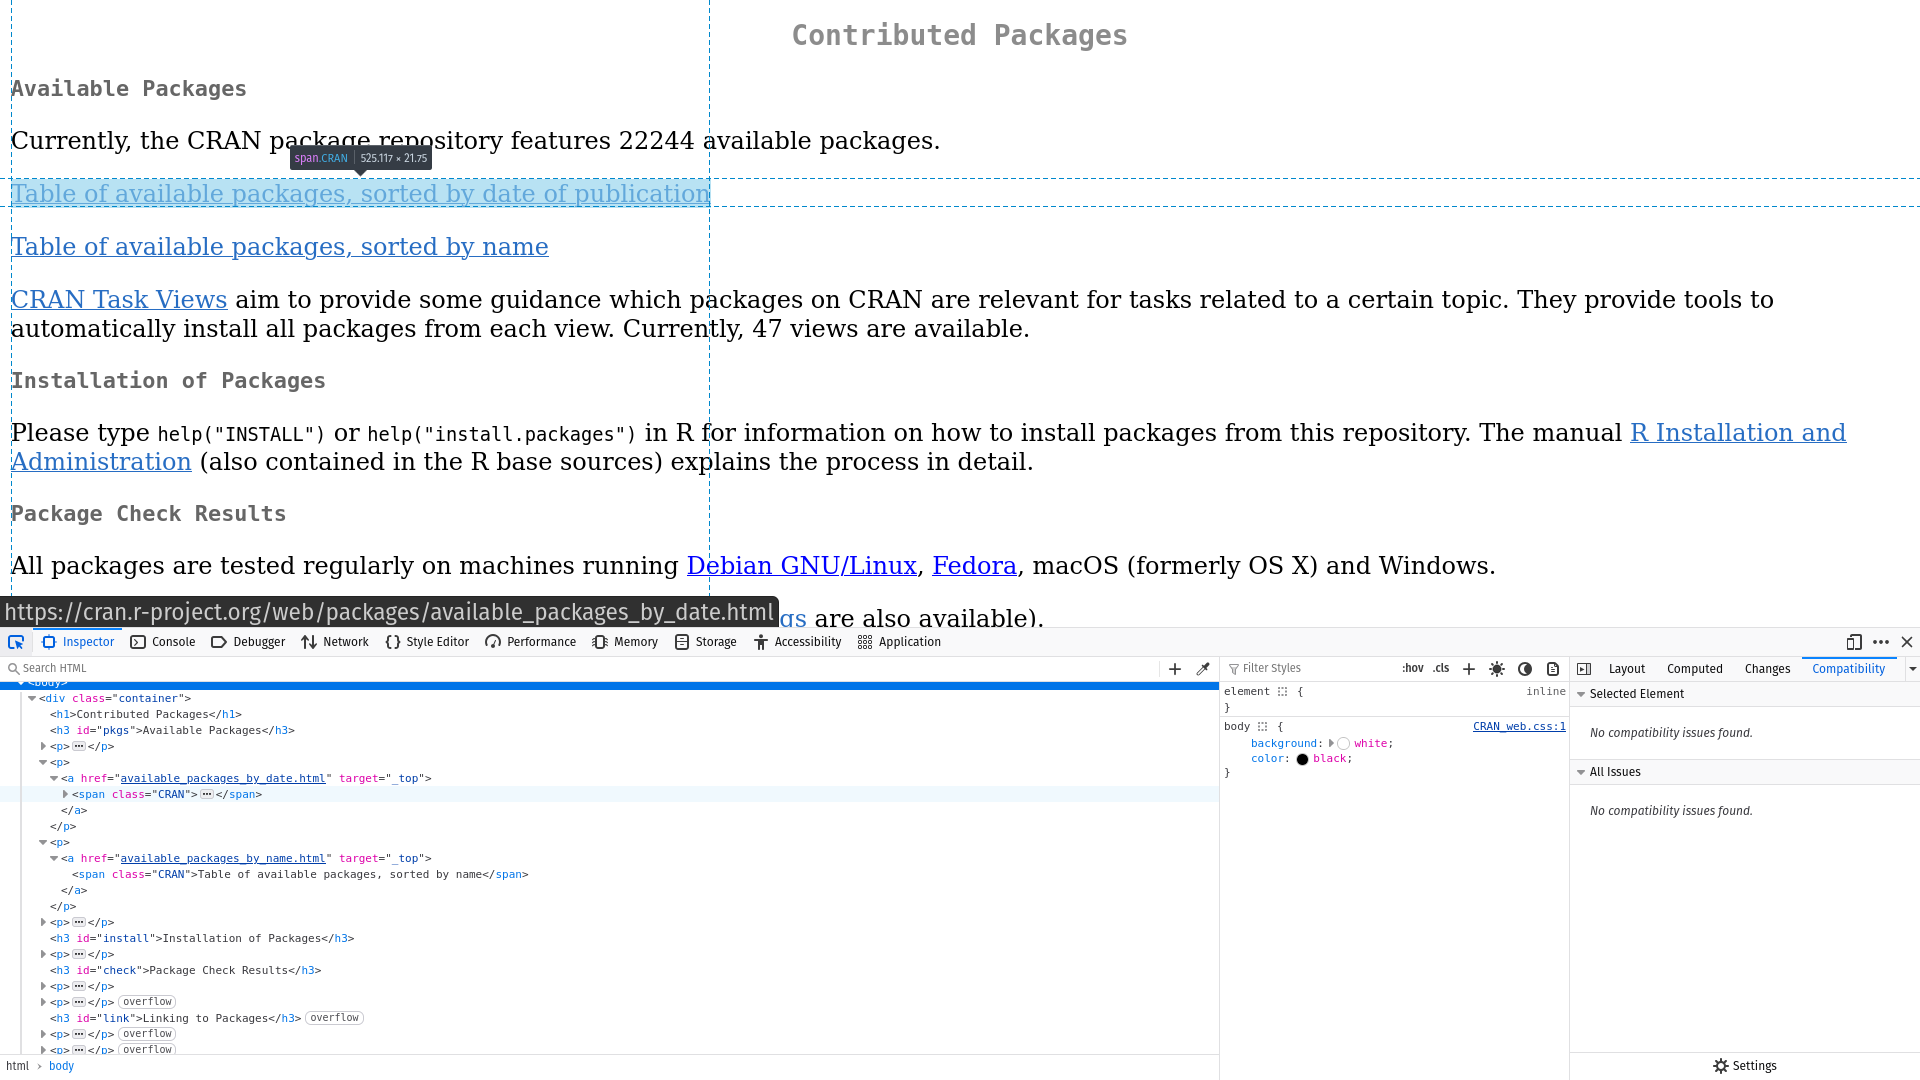 Contributed Packages
Available Packages
Currently, the CRAN package repository features 22244 available packages.
span.CRAN 525.117 × 21.75
Table of available packages, sorted by date of publication
Table of available packages, sorted by name
CRAN Task Views aim to provide some guidance which packages on CRAN are relevant for tasks related to a certain topic. They provide tools to
automatically install all packages from each view. Currently, 47 views are available.
Installation of Packages
Please type help("INSTALL") or help("install.packages") in R for information on how to install packages from this repository. The manual R Installation and
Administration (also contained in the R base sources) explains the process in detail.
Package Check Results
All packages are tested regularly on machines running Debian GNU/Linux, Fedora, macOS (formerly OS X) and Windows.
https://cran.r-project.org/web/packages/available_packages_by_date.html gs are also available).
Inspector Console Debugger Network Style Editor Performance Memory Storage Accessibility Application
Search HTML
<body>
<div class="container">
<h1>Contributed Packages</h1>
<h3 id="pkgs">Available Packages</h3>
<p>···</p>
<p>
<a href="available_packages_by_date.html" target="_top">
<span class="CRAN">···</span>
</a>
</p>
<p>
<a href="available_packages_by_name.html" target="_top">
<span class="CRAN">Table of available packages, sorted by name</span>
</a>
</p>
<p>···</p>
<h3 id="install">Installation of Packages</h3>
<p>···</p>
<h3 id="check">Package Check Results</h3>
<p>···</p>
<p>···</p> overflow
<h3 id="link">Linking to Packages</h3> overflow
<p>···</p> overflow
<p>···</p> overflow
html › body
Filter Styles :hov .cls
element { inline
}
body { CRAN_web.css:1
background: white;
color: black;
}
Layout Computed Changes Compatibility
Selected Element
No compatibility issues found.
All Issues
No compatibility issues found.
Settings